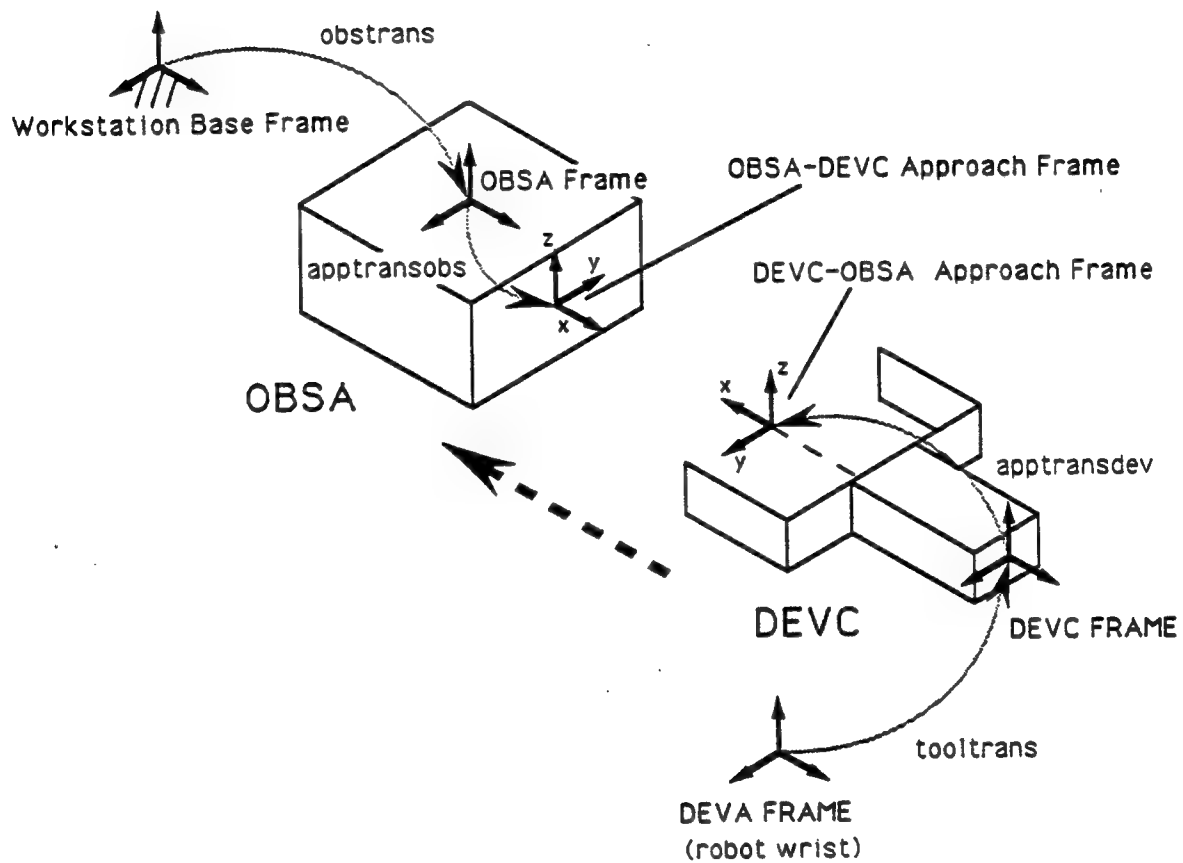 obstrans
Workstation Base Frame
OBSA Frame
OBSA-DEVC Approach Frame
z
y
apptransobs
x
DEVC-OBSA Approach Frame
OBSA
z
x
y
apptransdev
DEVC
DEVC FRAME
tooltrans
DEVA FRAME
(robot wrist)